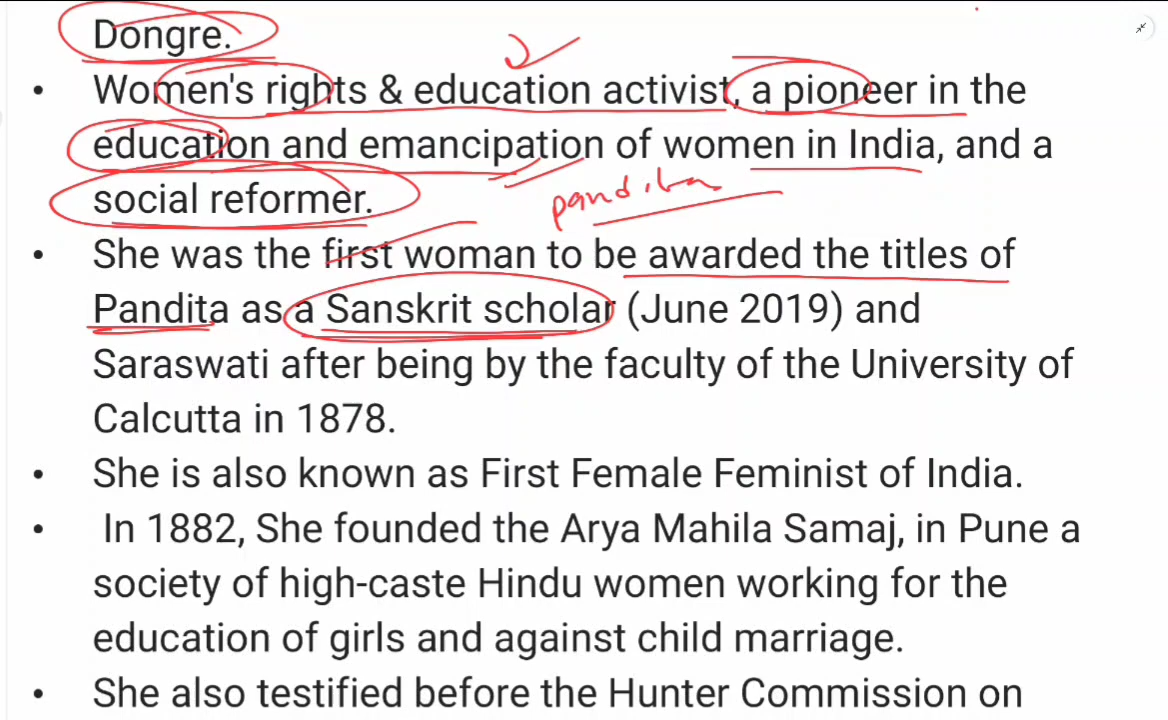 Dongre.
• Women's rights & education activist, a pioneer in the
education and emancipation of women in India, and a
social reformer.
pandita
• She was the first woman to be awarded the titles of
Pandita as a Sanskrit scholar (June 2019) and
Saraswati after being by the faculty of the University of
Calcutta in 1878.
• She is also known as First Female Feminist of India.
• In 1882, She founded the Arya Mahila Samaj, in Pune a
society of high-caste Hindu women working for the
education of girls and against child marriage.
• She also testified before the Hunter Commission on